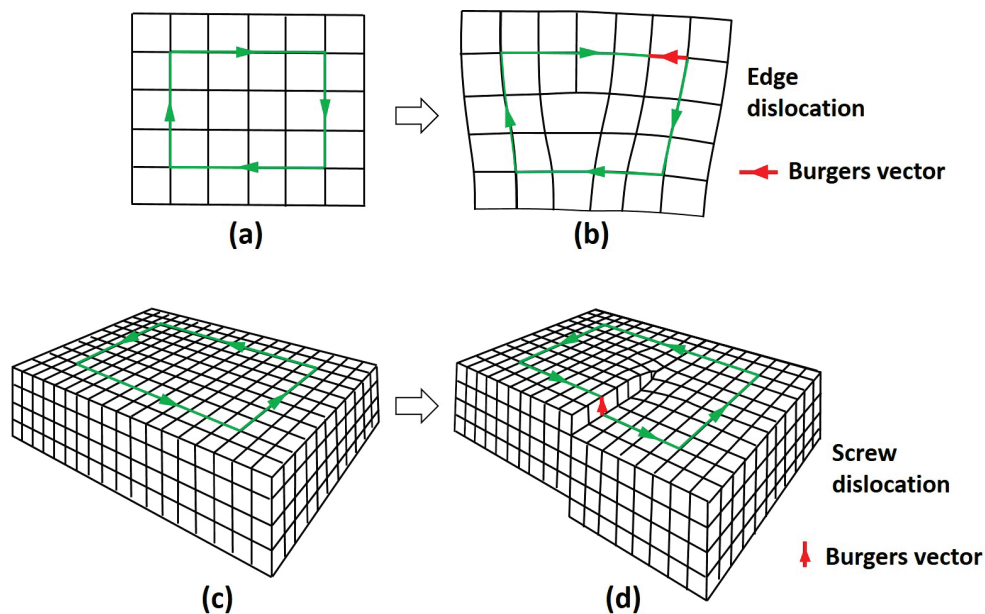 Edge
dislocation
Burgers vector
(a)
(b)
Screw
dislocation
Burgers vector
(c)
(d)